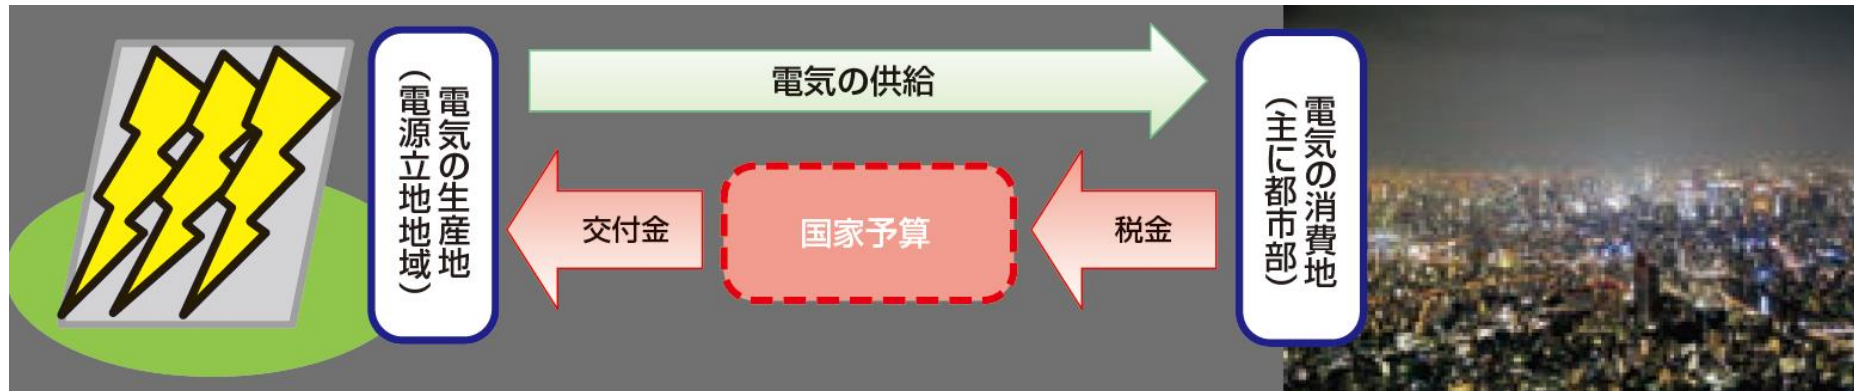 電気の生産地
（電源立地地域）
電気の供給
交付金
国家予算
税金
電気の消費地
（主に都市部）